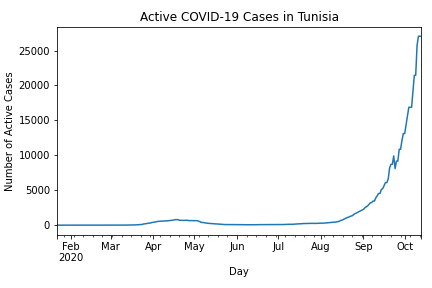 Active COVID-19 Cases in Tunisia
Number of Active Cases
25000
20000
15000
10000
5000
0
Feb Mar Apr May Jun Jul Aug Sep Oct
2020
Day